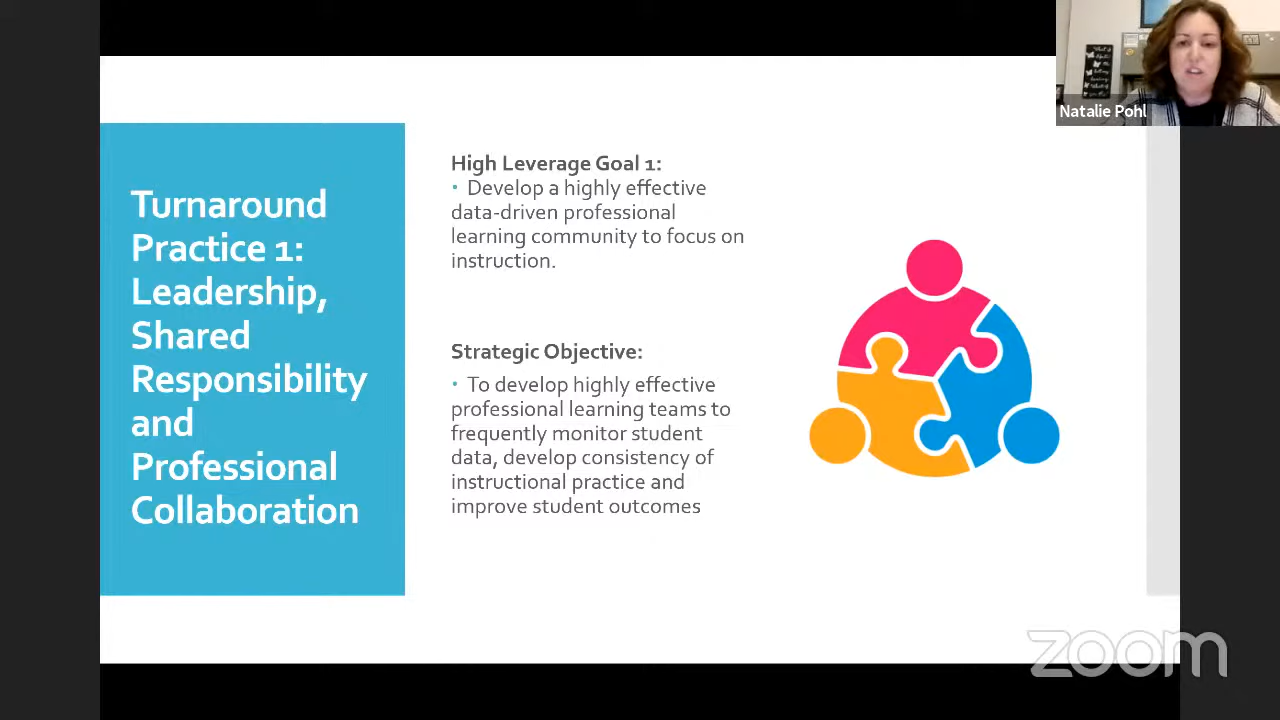 Natalie Pohl
Turnaround
Practice 1:
Leadership,
Shared
Responsibility
and
Professional
Collaboration
High Leverage Goal 1:
• Develop a highly effective
data-driven professional
learning community to focus on
instruction.
Strategic Objective:
• To develop highly effective
professional learning teams to
frequently monitor student
data, develop consistency of
instructional practice and
improve student outcomes
zoom